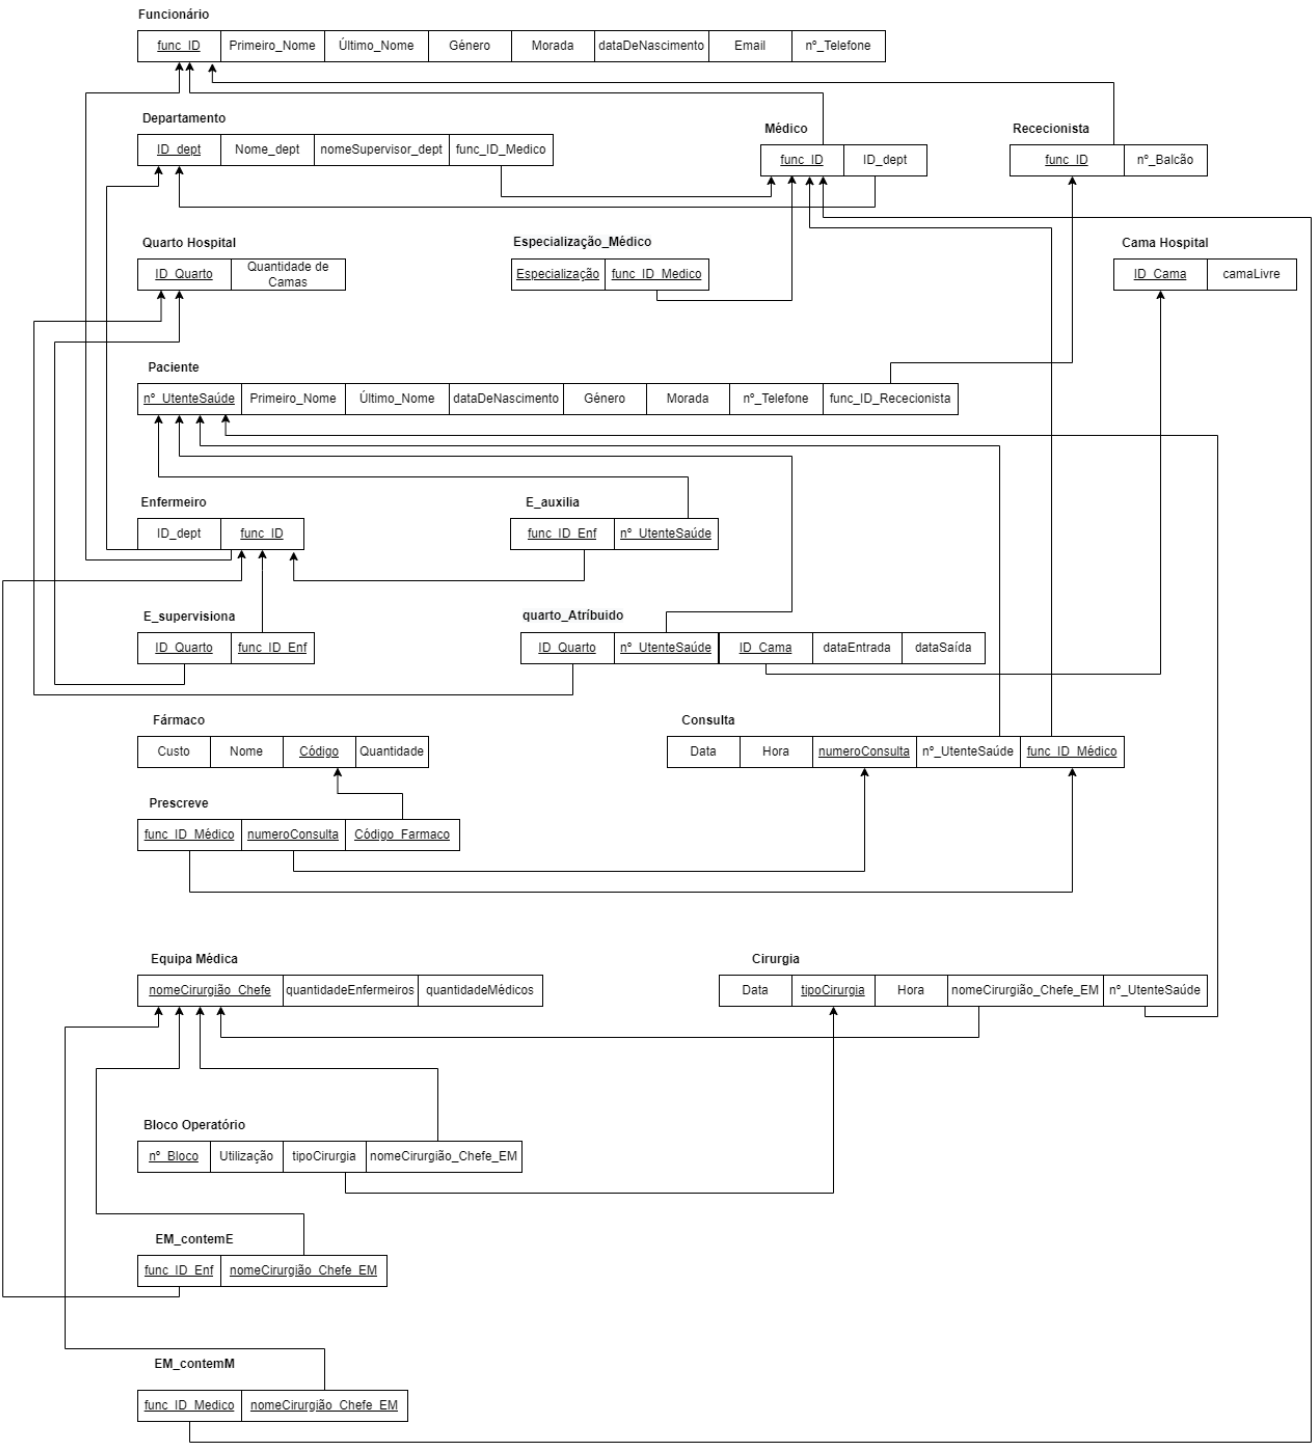 Funcionário
func_ID Primeiro_Nome Último_Nome Género Morada dataDeNascimento Email nº_Telefone
Departamento
ID_dept Nome_dept nomeSupervisor_dept func_ID_Medico
Médico
func_ID ID_dept
Rececionista
func_ID nº_Balcão
Quarto Hospital
ID_Quarto Quantidade de
Camas
Especialização_Médico
Especialização func_ID_Medico
Cama Hospital
ID_Cama camaLivre
Paciente
nº_UtenteSaúde Primeiro_Nome Último_Nome dataDeNascimento Género Morada nº_Telefone func_ID_Rececionista
Enfermeiro
ID_dept func_ID
E_auxilia
func_ID_Enf nº_UtenteSaúde
E_supervisiona
ID_Quarto func_ID_Enf
quarto_Atríbuido
ID_Quarto nº_UtenteSaúde ID_Cama dataEntrada dataSaída
Fármaco
Custo Nome Código Quantidade
Consulta
Data Hora numeroConsulta nº_UtenteSaúde func_ID_Médico
Prescreve
func_ID_Médico numeroConsulta Código_Farmaco
Equipa Médica
nomeCirurgião_Chefe quantidadeEnfermeiros quantidadeMédicos
Cirurgia
Data tipoCirurgia Hora nomeCirurgião_Chefe_EM nº_UtenteSaúde
Bloco Operatório
nº_Bloco Utilização tipoCirurgia nomeCirurgião_Chefe_EM
EM_contemE
func_ID_Enf nomeCirurgião_Chefe_EM
EM_contemM
func_ID_Medico nomeCirurgião_Chefe_EM